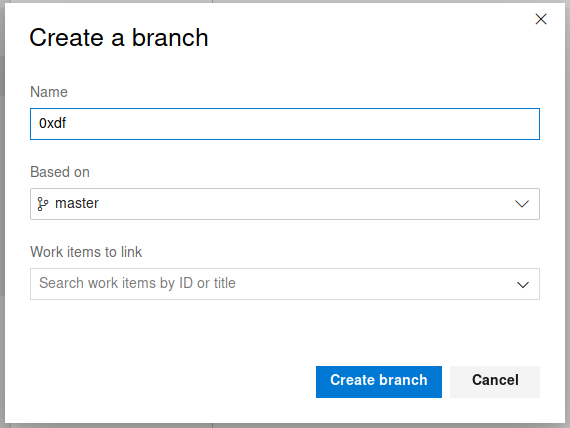 Create a branch
Name
0xdf
Based on
master
Work items to link
Search work items by ID or title
Create branch
Cancel